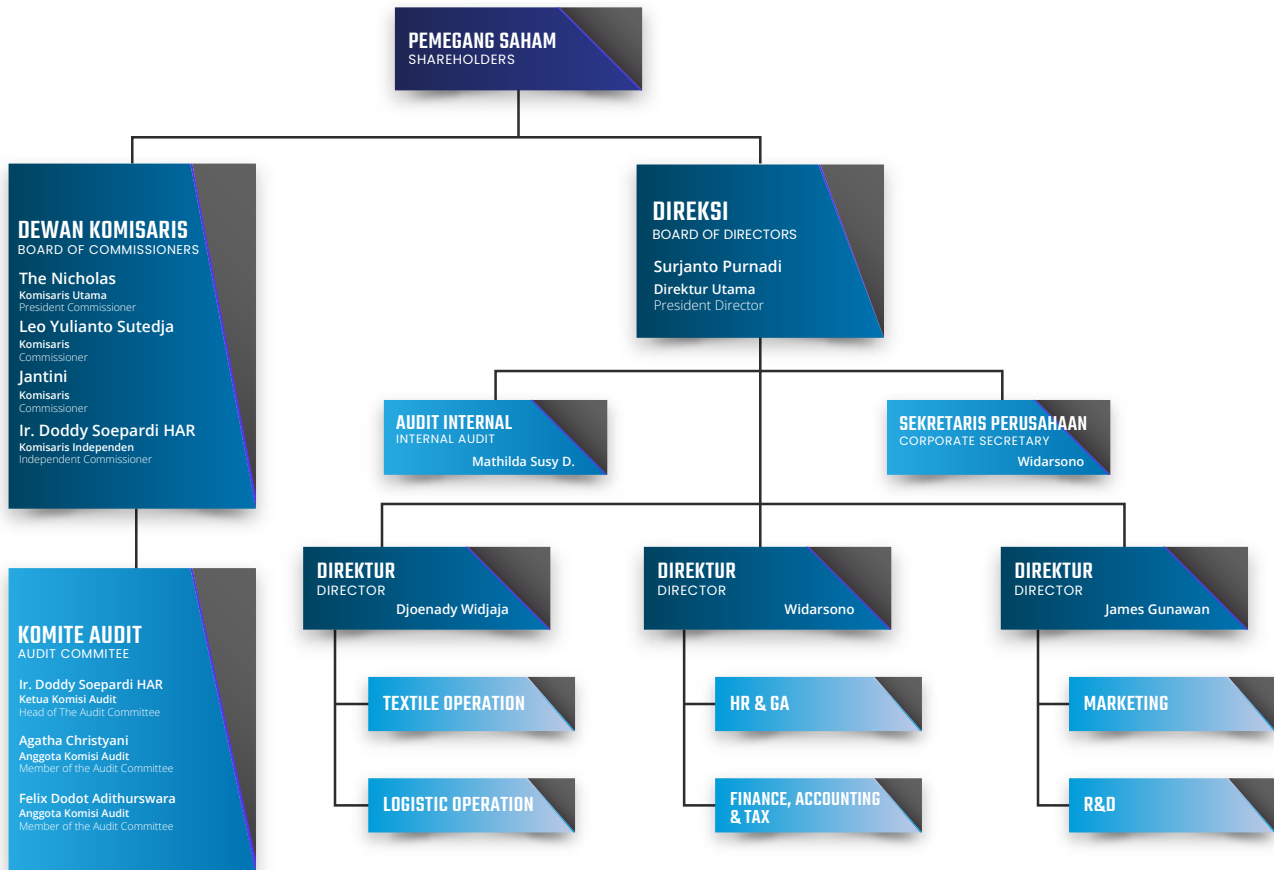 PEMEGANG SAHAM
SHAREHOLDERS
DEWAN KOMISARIS
BOARD OF COMMISSIONERS
The Nicholas
Komisaris Utama
President Commissioner
Leo Yulianto Sutedja
Komisaris
Commissioner
Jantini
Komisaris
Commissioner
Ir. Doddy Soepardi HAR
Komisaris Independen
Independent Commissioner
DIREKSI
BOARD OF DIRECTORS
Surjanto Purnadi
Direktur Utama
President Director
AUDIT INTERNAL
INTERNAL AUDIT
Mathilda Susy D.
SEKRETARIS PERUSAHAAN
CORPORATE SECRETARY
Widarsono
KOMITE AUDIT
AUDIT COMMITEE
Ir. Doddy Soepardi HAR
Ketua Komisi Audit
Head of The Audit Committee
Agatha Christyani
Anggota Komisi Audit
Member of the Audit Committee
Felix Dodot Adithurswara
Anggota Komisi Audit
Member of the Audit Committee
DIREKTUR
DIRECTOR
Djoenady Widjaja
TEXTILE OPERATION
LOGISTIC OPERATION
DIREKTUR
DIRECTOR
Widarsono
HR & GA
FINANCE, ACCOUNTING
& TAX
DIREKTUR
DIRECTOR
James Gunawan
MARKETING
R&D